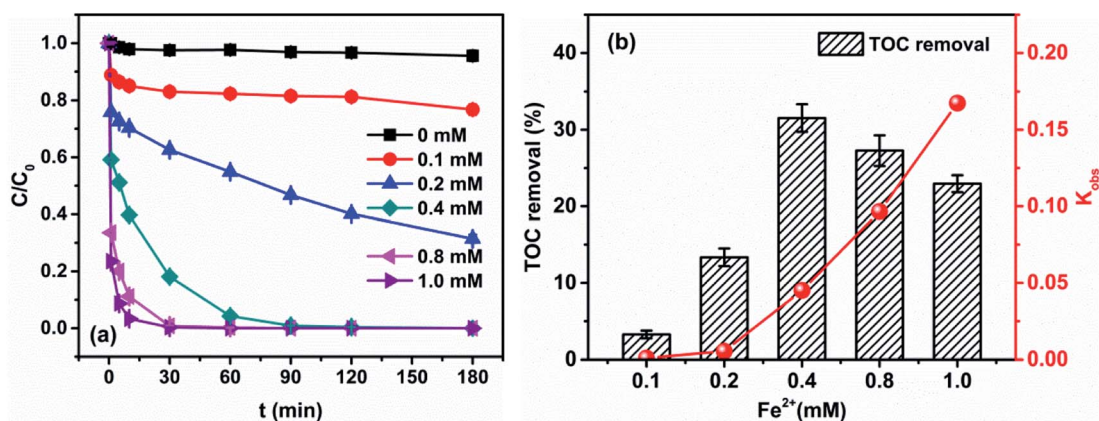 1.0
0.8
0.6
0.4
0.2
0.0
C/C0
0 mM
0.1 mM
0.2 mM
0.4 mM
0.8 mM
1.0 mM
(a)
0 30 60 90 120 150 180
t (min)
(b)
TOC removal
40
30
20
10
0
TOC removal (%)
0.20
0.15
0.10
0.05
0.00
Kobs
0.1 0.2 0.4 0.8 1.0
Fe2+(mM)